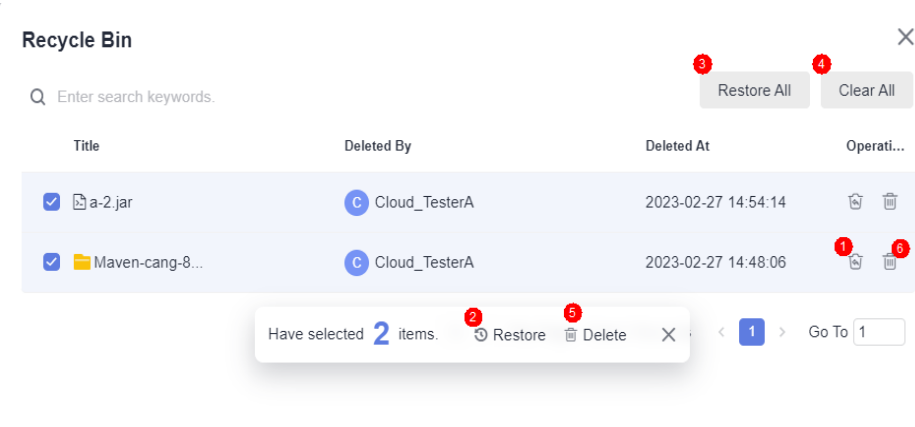 Recycle Bin
3 4
Enter search keywords. Restore All Clear All
Title Deleted By Deleted At Operati...
a-2.jar C Cloud_TesterA 2023-02-27 14:54:14
1 6
Maven-cang-8... C Cloud_TesterA 2023-02-27 14:48:06
2 5
Have selected 2 items. Restore Delete < 1 > Go To 1